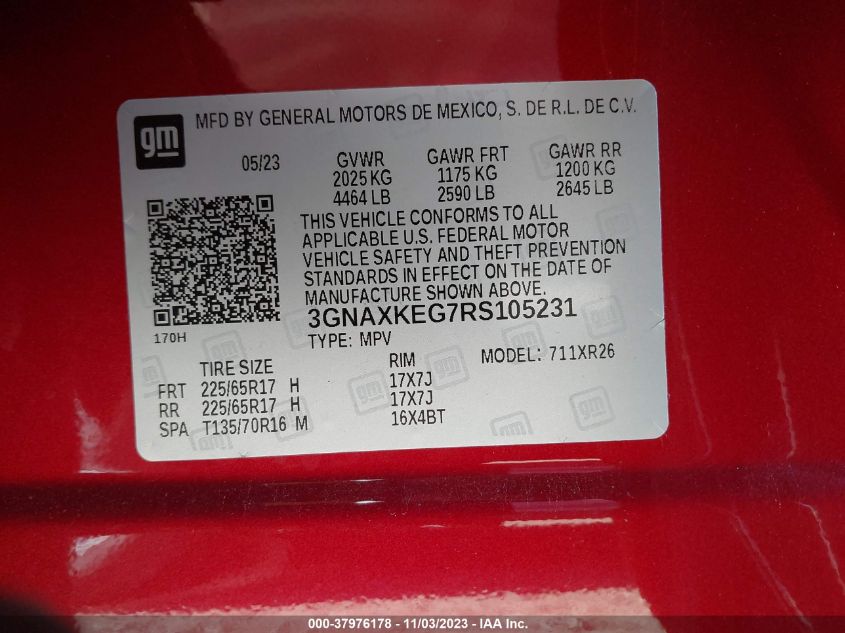 gm
MFD BY GENERAL MOTORS DE MEXICO, S. DE R.L. DE C.V.
05/23 GVWR GAWR FRT GAWR RR
2025 KG 1175 KG 1200 KG
4464 LB 2590 LB 2645 LB
THIS VEHICLE CONFORMS TO ALL
APPLICABLE U.S. FEDERAL MOTOR
VEHICLE SAFETY AND THEFT PREVENTION
STANDARDS IN EFFECT ON THE DATE OF
MANUFACTURE SHOWN ABOVE.
3GNAXKEG7RS105231
170H
TYPE: MPV MODEL: 711XR26
TIRE SIZE RIM
FRT 225/65R17 H 17X7J
RR 225/65R17 H 17X7J
SPA T135/70R16 M 16X4BT
000-37976178 - 11/03/2023 - IAA Inc.